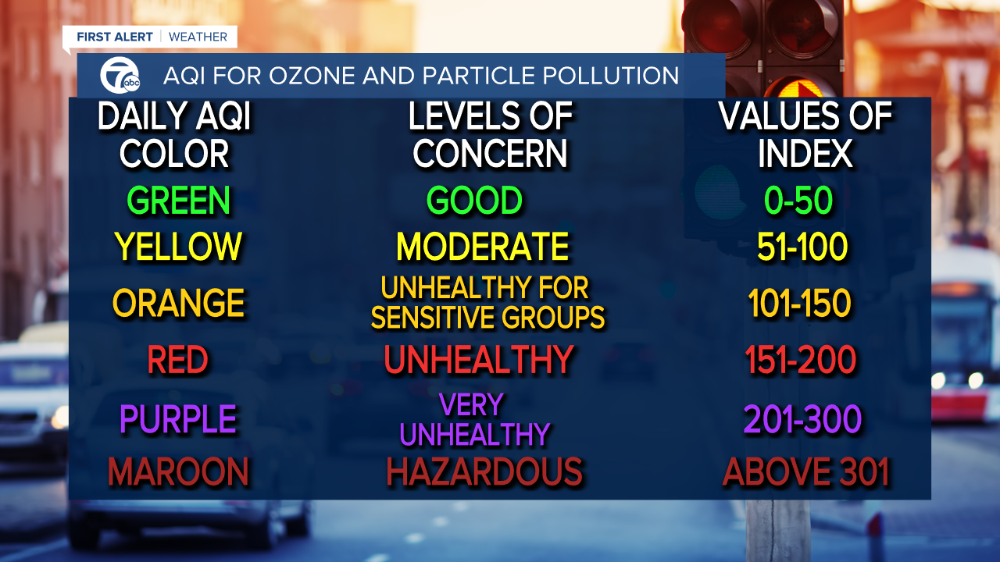 FIRST ALERT | WEATHER
7 abc
AQI FOR OZONE AND PARTICLE POLLUTION
DAILY AQI
COLOR
LEVELS OF
CONCERN
VALUES OF
INDEX
GREEN GOOD 0-50
YELLOW MODERATE 51-100
ORANGE UNHEALTHY FOR
SENSITIVE GROUPS 101-150
RED UNHEALTHY 151-200
PURPLE VERY
UNHEALTHY 201-300
MAROON HAZARDOUS ABOVE 301